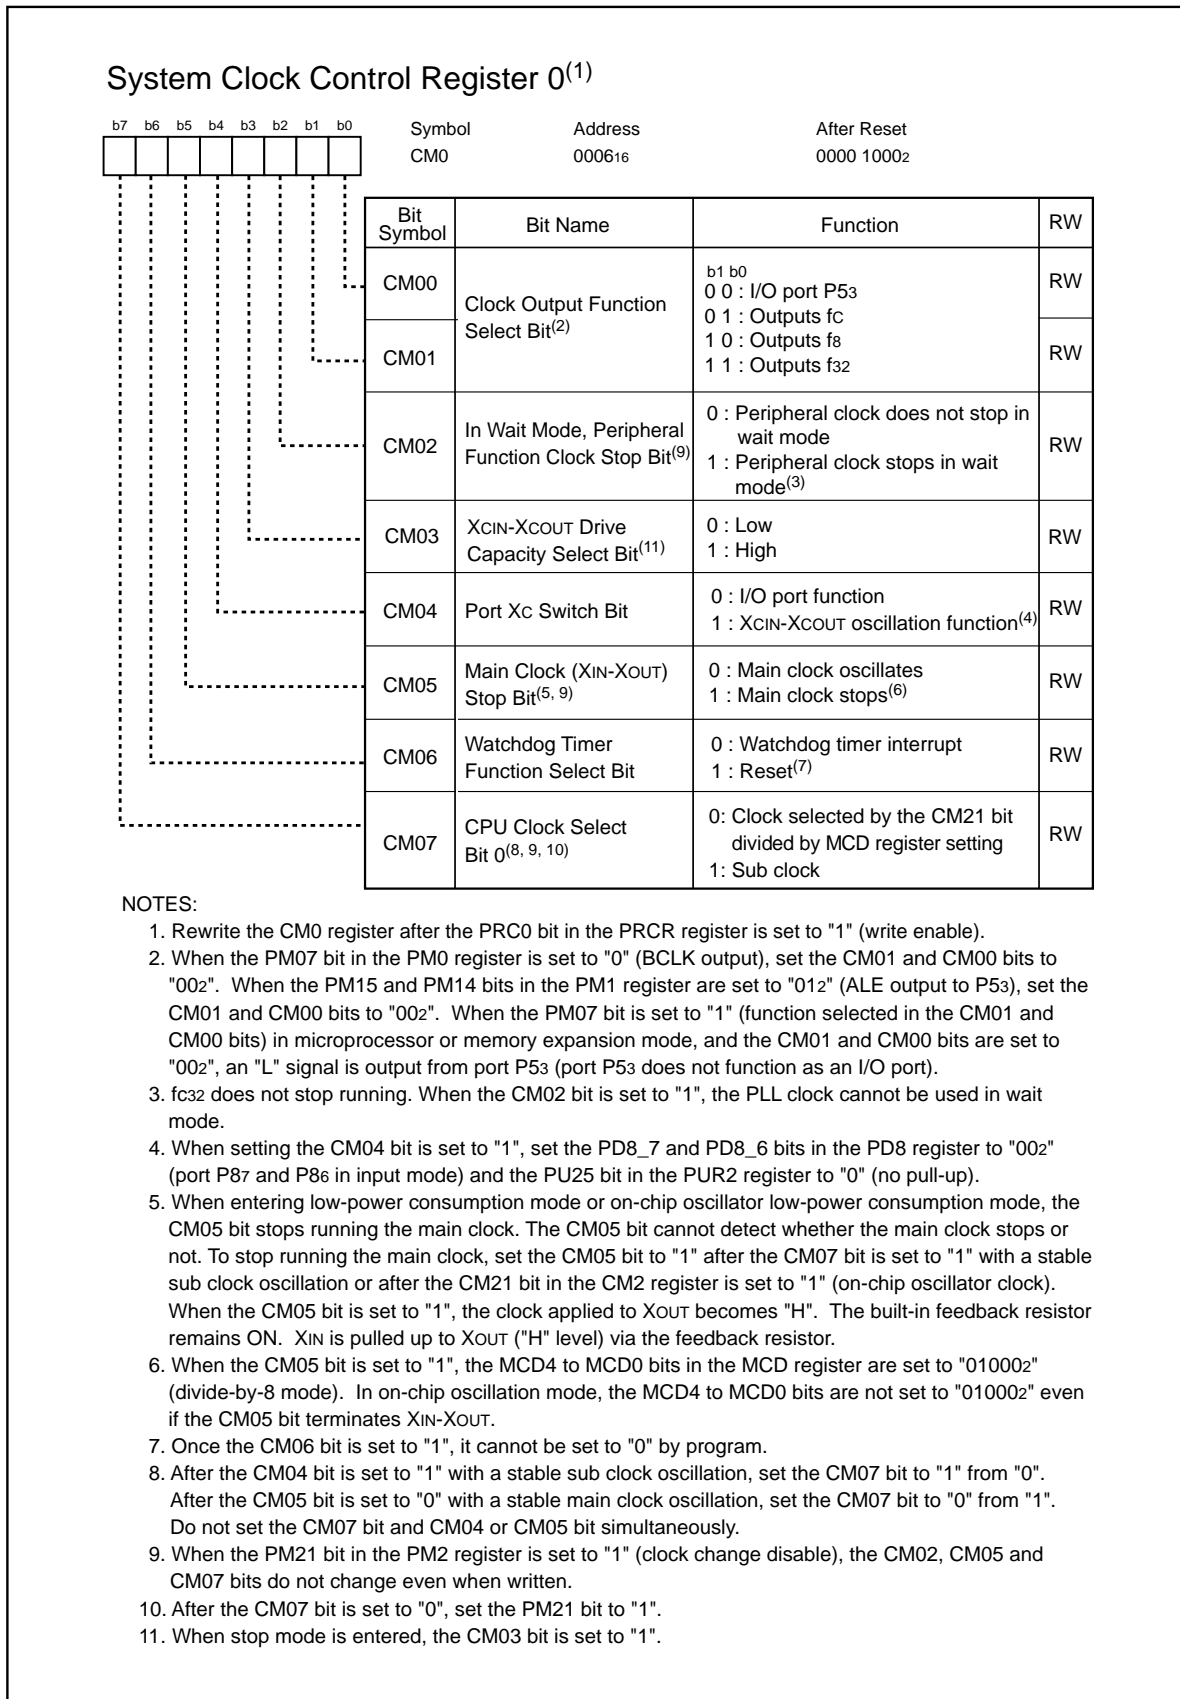 System Clock Control Register 0(1)
b7 b6 b5 b4 b3 b2 b1 b0
Symbol Address After Reset
CM0 000616 0000 10002
Bit Symbol Bit Name Function RW
CM00 RW
CM01 RW
Clock Output Function
Select Bit(2)
b1 b0
0 0 : I/O port P53
0 1 : Outputs fC
1 0 : Outputs f8
1 1 : Outputs f32
CM02
In Wait Mode, Peripheral
Function Clock Stop Bit(9)
0 : Peripheral clock does not stop in
wait mode
1 : Peripheral clock stops in wait
mode(3)
RW
CM03
XCIN-XCOUT Drive
Capacity Select Bit(11)
0 : Low
1 : High
RW
CM04
Port XC Switch Bit
0 : I/O port function
1 : XCIN-XCOUT oscillation function(4)
RW
CM05
Main Clock (XIN-XOUT)
Stop Bit(5, 9)
0 : Main clock oscillates
1 : Main clock stops(6)
RW
CM06
Watchdog Timer
Function Select Bit
0 : Watchdog timer interrupt
1 : Reset(7)
RW
CM07
CPU Clock Select
Bit 0(8, 9, 10)
0: Clock selected by the CM21 bit
divided by MCD register setting
1: Sub clock
RW
NOTES:
1. Rewrite the CM0 register after the PRC0 bit in the PRCR register is set to "1" (write enable).
2. When the PM07 bit in the PM0 register is set to "0" (BCLK output), set the CM01 and CM00 bits to
"002". When the PM15 and PM14 bits in the PM1 register are set to "012" (ALE output to P53), set the
CM01 and CM00 bits to "002". When the PM07 bit is set to "1" (function selected in the CM01 and
CM00 bits) in microprocessor or memory expansion mode, and the CM01 and CM00 bits are set to
"002", an "L" signal is output from port P53 (port P53 does not function as an I/O port).
3. fC32 does not stop running. When the CM02 bit is set to "1", the PLL clock cannot be used in wait
mode.
4. When setting the CM04 bit is set to "1", set the PD8_7 and PD8_6 bits in the PD8 register to "002"
(port P87 and P86 in input mode) and the PU25 bit in the PUR2 register to "0" (no pull-up).
5. When entering low-power consumption mode or on-chip oscillator low-power consumption mode, the
CM05 bit stops running the main clock. The CM05 bit cannot detect whether the main clock stops or
not. To stop running the main clock, set the CM05 bit to "1" after the CM07 bit is set to "1" with a stable
sub clock oscillation or after the CM21 bit in the CM2 register is set to "1" (on-chip oscillator clock).
When the CM05 bit is set to "1", the clock applied to XOUT becomes "H". The built-in feedback resistor
remains ON. XIN is pulled up to XOUT ("H" level) via the feedback resistor.
6. When the CM05 bit is set to "1", the MCD4 to MCD0 bits in the MCD register are set to "010002"
(divide-by-8 mode). In on-chip oscillation mode, the MCD4 to MCD0 bits are not set to "010002" even
if the CM05 bit terminates XIN-XOUT.
7. Once the CM06 bit is set to "1", it cannot be set to "0" by program.
8. After the CM04 bit is set to "1" with a stable sub clock oscillation, set the CM07 bit to "1" from "0".
After the CM05 bit is set to "0" with a stable main clock oscillation, set the CM07 bit to "0" from "1".
Do not set the CM07 bit and CM04 or CM05 bit simultaneously.
9. When the PM21 bit in the PM2 register is set to "1" (clock change disable), the CM02, CM05 and
CM07 bits do not change even when written.
10. After the CM07 bit is set to "0", set the PM21 bit to "1".
11. When stop mode is entered, the CM03 bit is set to "1".